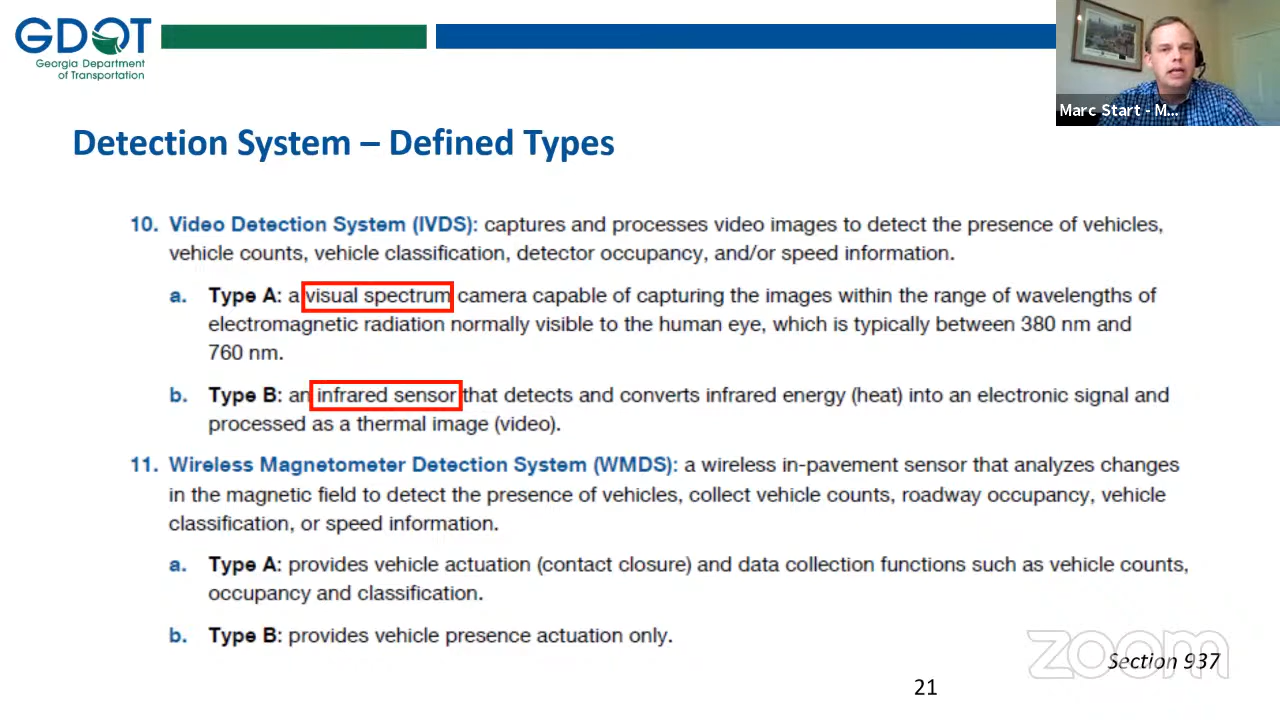 GDOT
Georgia Department
of Transportation
Marc Start - M...
Detection System – Defined Types
10. Video Detection System (IVDS): captures and processes video images to detect the presence of vehicles,
vehicle counts, vehicle classification, detector occupancy, and/or speed information.
a. Type A: a visual spectrum camera capable of capturing the images within the range of wavelengths of
electromagnetic radiation normally visible to the human eye, which is typically between 380 nm and
760 nm.
b. Type B: an infrared sensor that detects and converts infrared energy (heat) into an electronic signal and
processed as a thermal image (video).
11. Wireless Magnetometer Detection System (WMDS): a wireless in-pavement sensor that analyzes changes
in the magnetic field to detect the presence of vehicles, collect vehicle counts, roadway occupancy, vehicle
classification, or speed information.
a. Type A: provides vehicle actuation (contact closure) and data collection functions such as vehicle counts,
occupancy and classification.
b. Type B: provides vehicle presence actuation only.
zoom
Section 937
21